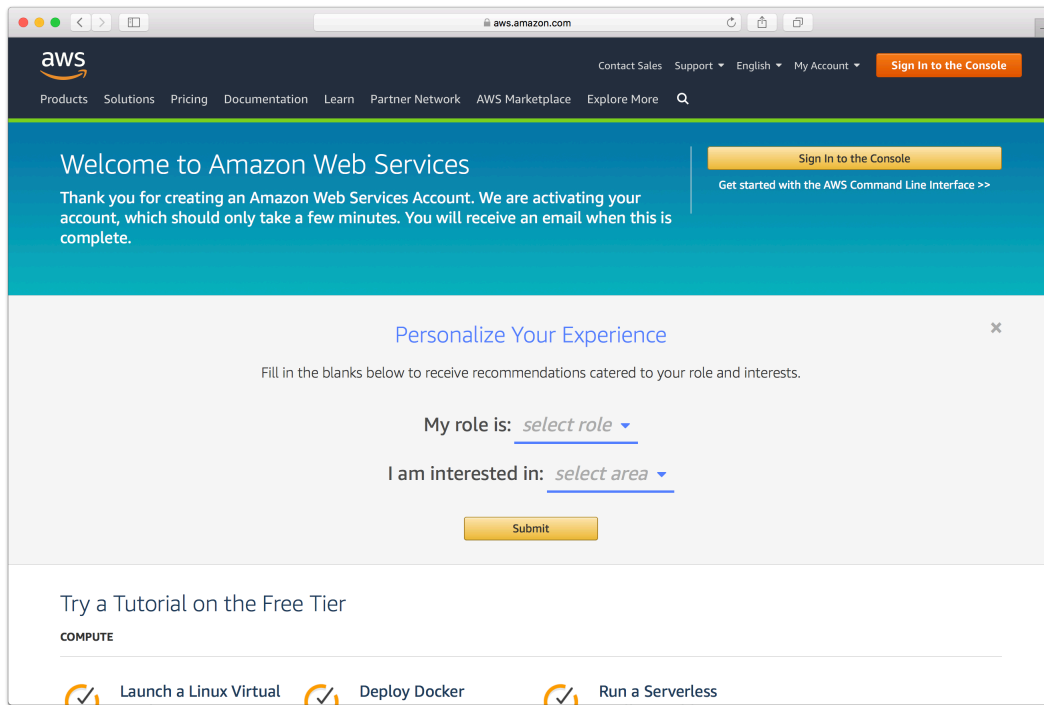 aws.amazon.com
aws
Contact Sales Support English My Account Sign In to the Console
Products Solutions Pricing Documentation Learn Partner Network AWS Marketplace Explore More
Welcome to Amazon Web Services
Thank you for creating an Amazon Web Services Account. We are activating your
account, which should only take a few minutes. You will receive an email when this is
complete.
Sign In to the Console
Get started with the AWS Command Line Interface >>
Personalize Your Experience
Fill in the blanks below to receive recommendations catered to your role and interests.
My role is: select role
I am interested in: select area
Submit
Try a Tutorial on the Free Tier
COMPUTE
Launch a Linux Virtual Deploy Docker Run a Serverless